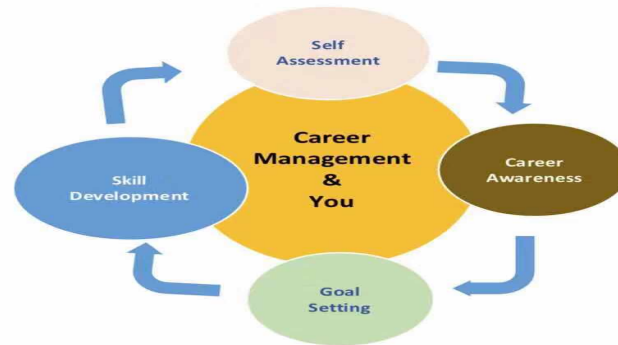 Self
Assessment
Career
Management
&
You
Career
Awareness
Skill
Development
Goal
Setting